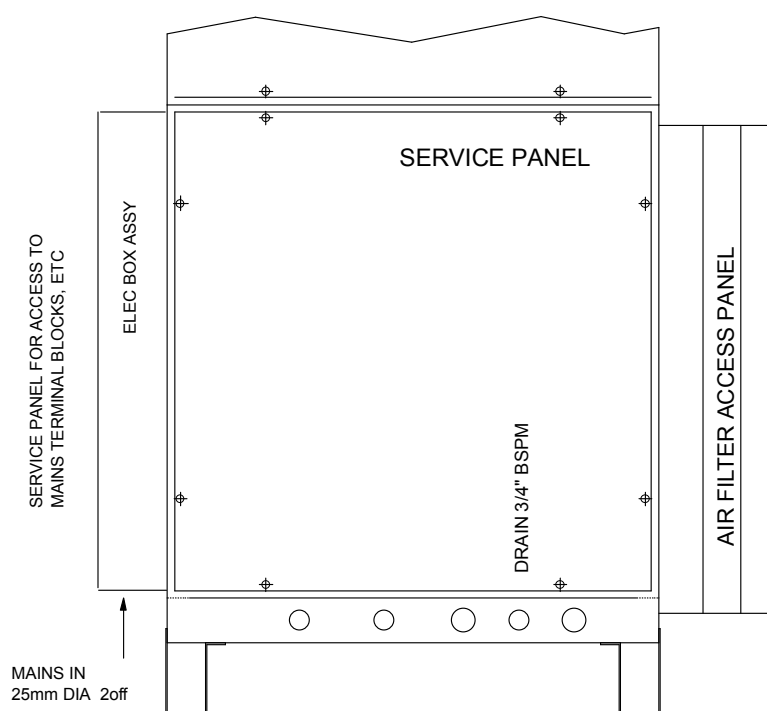 SERVICE PANEL
SERVICE PANEL FOR ACCESS TO
MAINS TERMINAL BLOCKS, ETC
ELEC BOX ASSY
DRAIN 3/4" BSPM
AIR FILTER ACCESS PANEL
MAINS IN
25mm DIA 2off